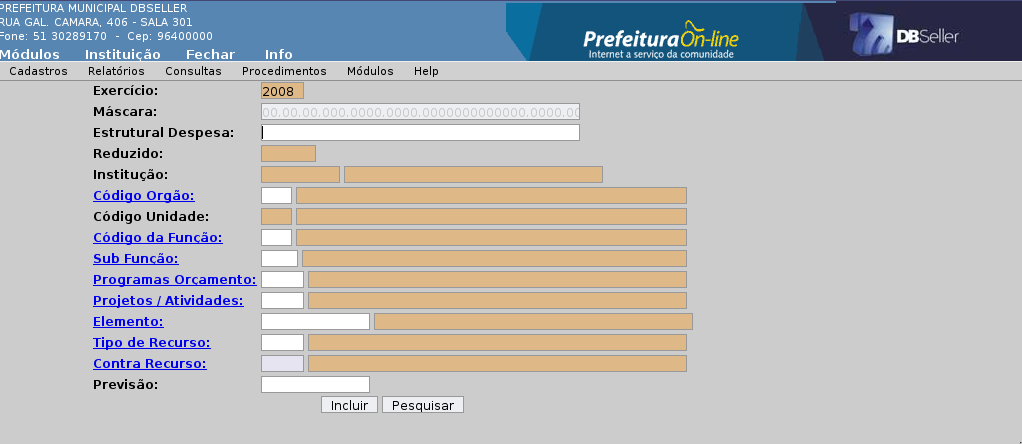 PREFEITURA MUNICIPAL DBSELLER
RUA GAL. CAMARA, 406 - SALA 301
Fone: 51 30289170 - Cep: 96400000
Prefeitura On-line
Internet a serviço da comunidade
DBSeller
Módulos Instituição Fechar Info
Cadastros Relatórios Consultas Procedimentos Módulos Help
Exercício: 2008
Máscara: 00.00.00.000.0000.0000.0000000000000.0000.00
Estrutural Despesa:
Reduzido:
Institução:
Código Orgão:
Código Unidade:
Código da Função:
Sub Função:
Programas Orçamento:
Projetos / Atividades:
Elemento:
Tipo de Recurso:
Contra Recurso:
Previsão:
Incluir Pesquisar